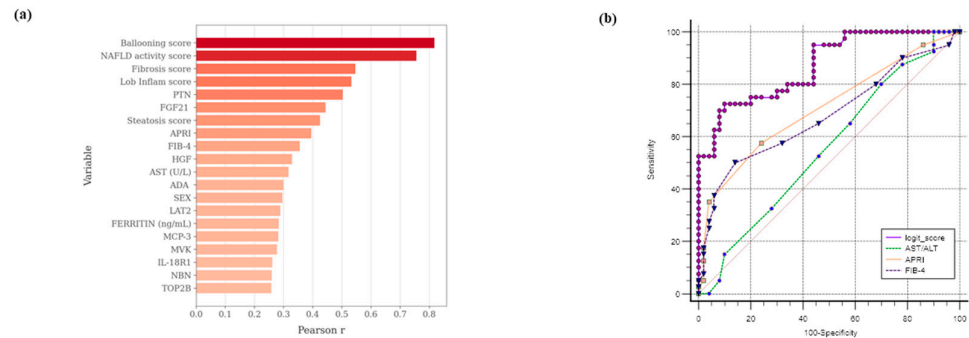 (a)
Ballooning score
NAFLD activity score
Fibrosis score
Lob Inflam score
PTN
FGF21
Steatosis score
APRI
FIB-4
HGF
AST (U/L)
ADA
SEX
LAT2
FERRITIN (ng/mL)
MCP-3
MVK
IL-18R1
NBN
TOP2B
Variable
0.0 0.1 0.2 0.3 0.4 0.5 0.6 0.7 0.8
Pearson r
(b)
100
80
60
40
20
0
Sensitivity
0 20 40 60 80 100
100-Specificity
logit_score
AST/ALT
APRI
FIB-4